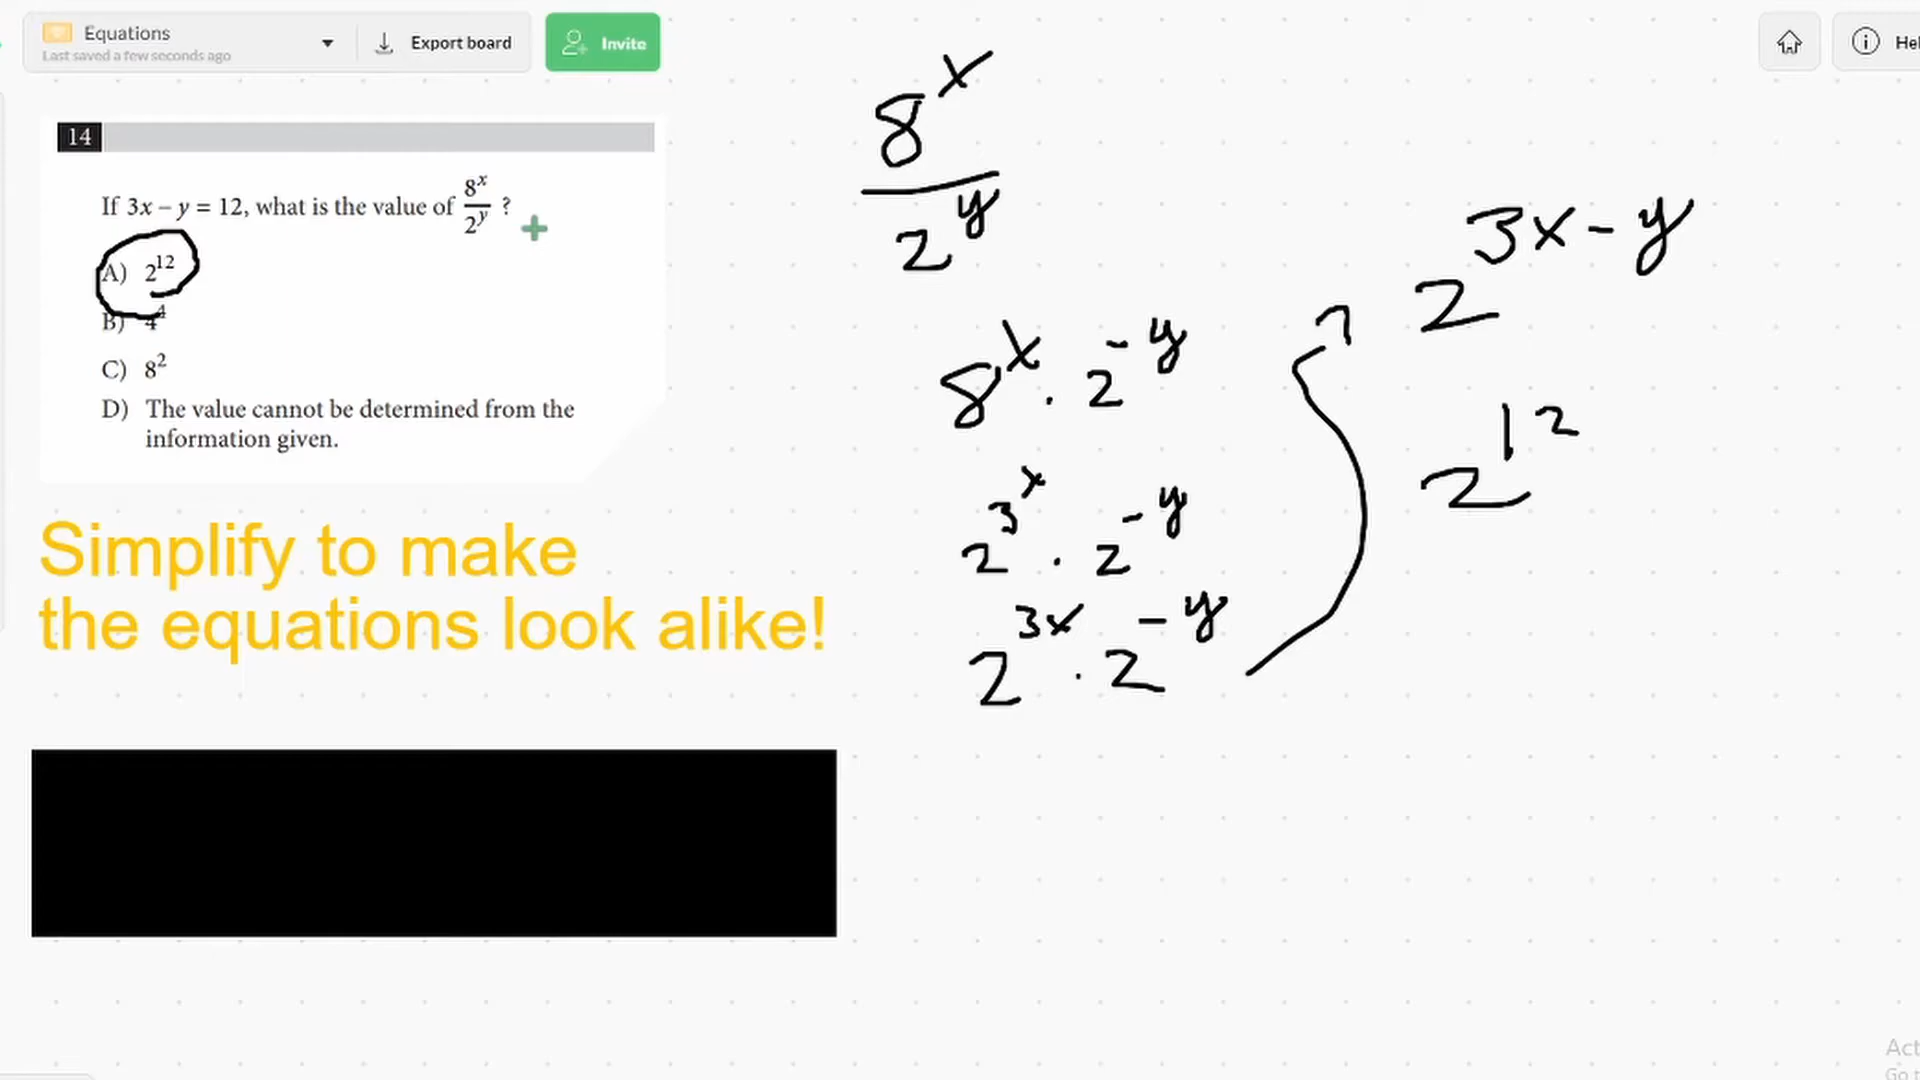 Equations
Last saved a few seconds ago
Export board
Invite
14
If 3x – y = 12, what is the value of 8^x/2^y ?
A) 2^12
B) 4^4
C) 8^2
D) The value cannot be determined from the
information given.
Simplify to make
the equations look alike!
8^x
2^y
8^x · 2^-y
2^3^x · 2^-y
2^3x · 2^-y
2^3x-y
2^12